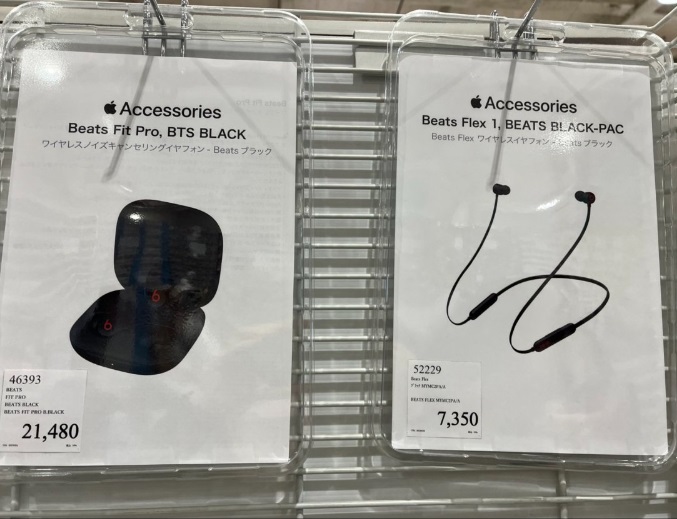 Accessories
Beats Fit Pro, BTS BLACK
ワイヤレスノイズキャンセリングイヤフォン - Beats ブラック
46393
BEATS
FIT PRO
BEATS BLACK
BEATS FIT PRO B.BLACK
21,480
Accessories
Beats Flex 1, BEATS BLACK-PAC
Beats Flex ワイヤレスイヤフォン - Beats ブラック
52229
Beats Flex
BEATS FLEX MYMC2PA/A
7,350